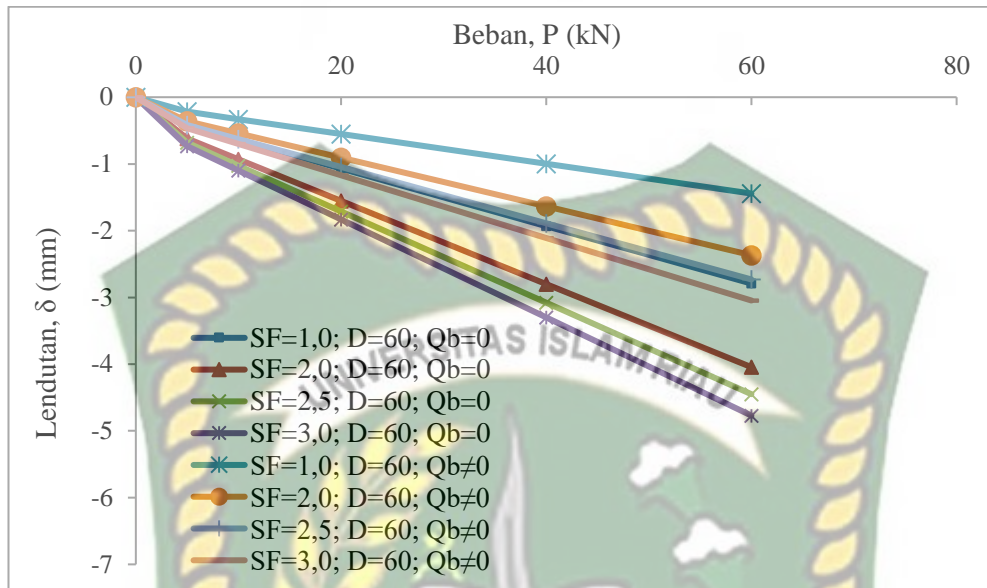 Beban, P (kN)
0 20 40 60 80
Lendutan, δ (mm)
0
-1
-2
-3
-4
-5
-6
-7
UNIVERSITAS ISLAM RIAU
SF=1,0; D=60; Qb=0
SF=2,0; D=60; Qb=0
SF=2,5; D=60; Qb=0
SF=3,0; D=60; Qb=0
SF=1,0; D=60; Qb≠0
SF=2,0; D=60; Qb≠0
SF=2,5; D=60; Qb≠0
SF=3,0; D=60; Qb≠0